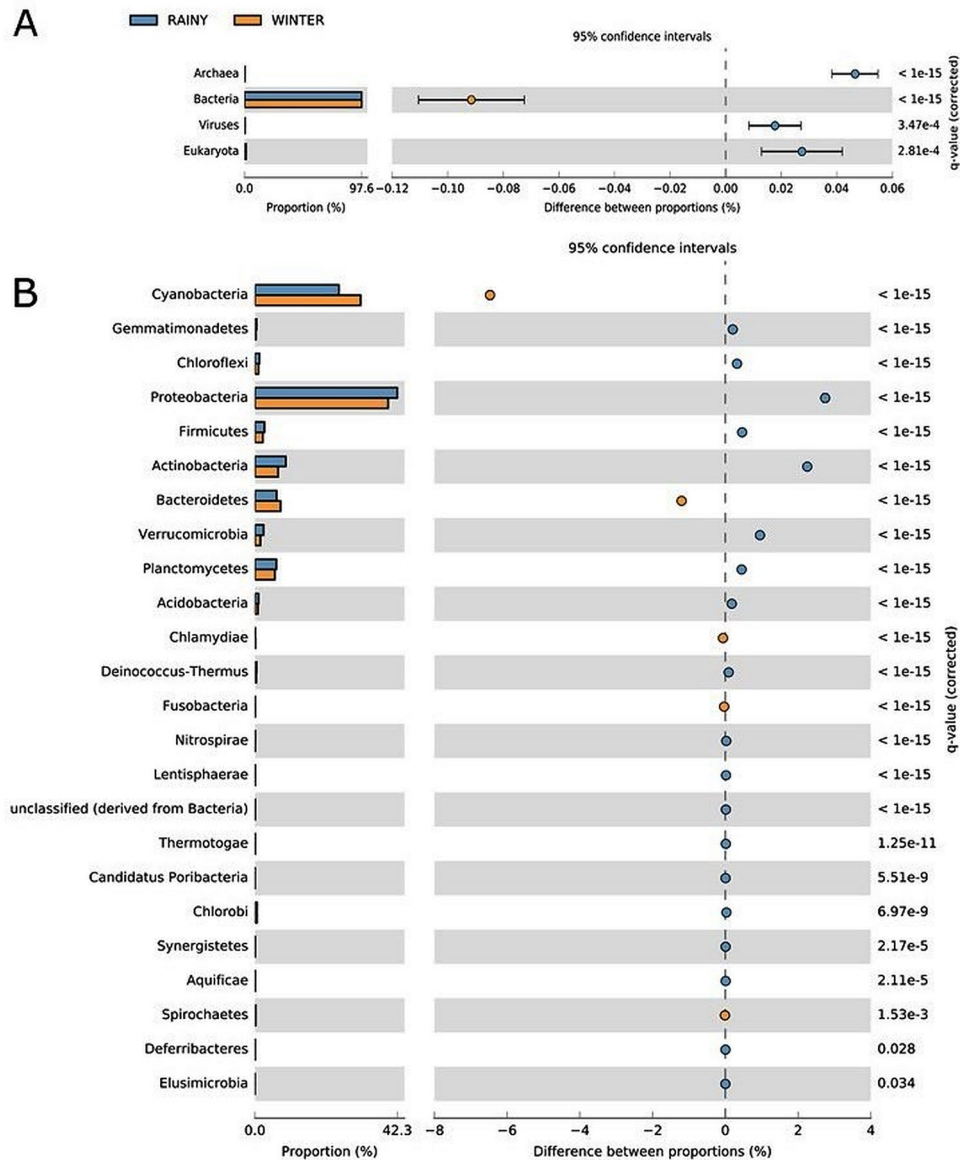 A
RAINY WINTER
95% confidence intervals
Archaea < 1e-15
Bacteria < 1e-15
Viruses 3.47e-4
Eukaryota 2.81e-4
q-value (corrected)
0.0 97.6 −0.12 −0.10 −0.08 −0.06 −0.04 −0.02 0.00 0.02 0.04 0.06
Proportion (%) Difference between proportions (%)
95% confidence intervals
B
Cyanobacteria < 1e-15
Gemmatimonadetes < 1e-15
Chloroflexi < 1e-15
Proteobacteria < 1e-15
Firmicutes < 1e-15
Actinobacteria < 1e-15
Bacteroidetes < 1e-15
Verrucomicrobia < 1e-15
Planctomycetes < 1e-15
Acidobacteria < 1e-15
Chlamydiae < 1e-15
Deinococcus-Thermus < 1e-15
Fusobacteria < 1e-15
Nitrospirae < 1e-15
Lentisphaerae < 1e-15
unclassified (derived from Bacteria) < 1e-15
Thermotogae 1.25e-11
Candidatus Poribacteria 5.51e-9
Chlorobi 6.97e-9
Synergistetes 2.17e-5
Aquificae 2.11e-5
Spirochaetes 1.53e-3
Deferribacteres 0.028
Elusimicrobia 0.034
q-value (corrected)
0.0 42.3 −8 −6 −4 −2 0 2 4
Proportion (%) Difference between proportions (%)